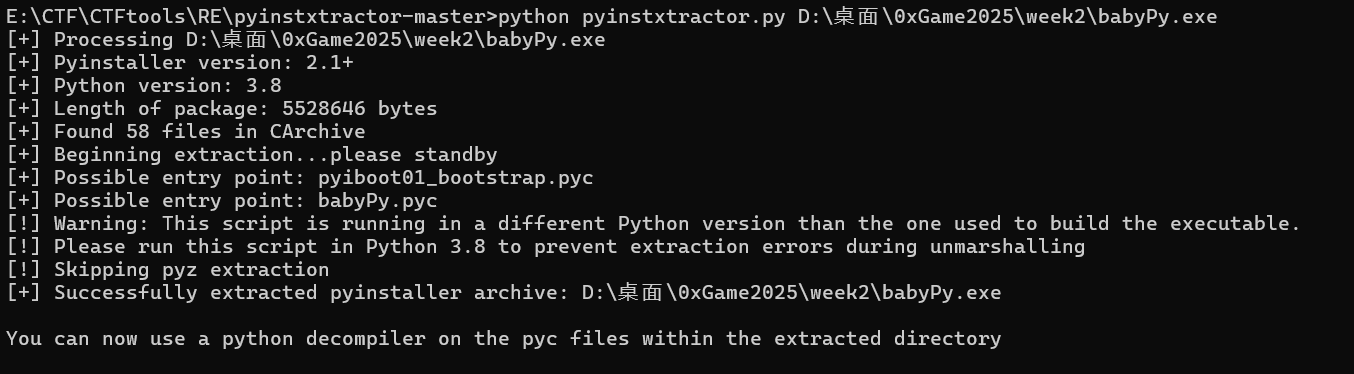 E:\CTF\CTFtools\RE\pyinstxtractor-master>python pyinstxtractor.py D:\桌面\0xGame2025\week2\babyPy.exe
[+] Processing D:\桌面\0xGame2025\week2\babyPy.exe
[+] Pyinstaller version: 2.1+
[+] Python version: 3.8
[+] Length of package: 5528646 bytes
[+] Found 58 files in CArchive
[+] Beginning extraction...please standby
[+] Possible entry point: pyiboot01_bootstrap.pyc
[+] Possible entry point: babyPy.pyc
[!] Warning: This script is running in a different Python version than the one used to build the executable.
[!] Please run this script in Python 3.8 to prevent extraction errors during unmarshalling
[!] Skipping pyz extraction
[+] Successfully extracted pyinstaller archive: D:\桌面\0xGame2025\week2\babyPy.exe
You can now use a python decompiler on the pyc files within the extracted directory